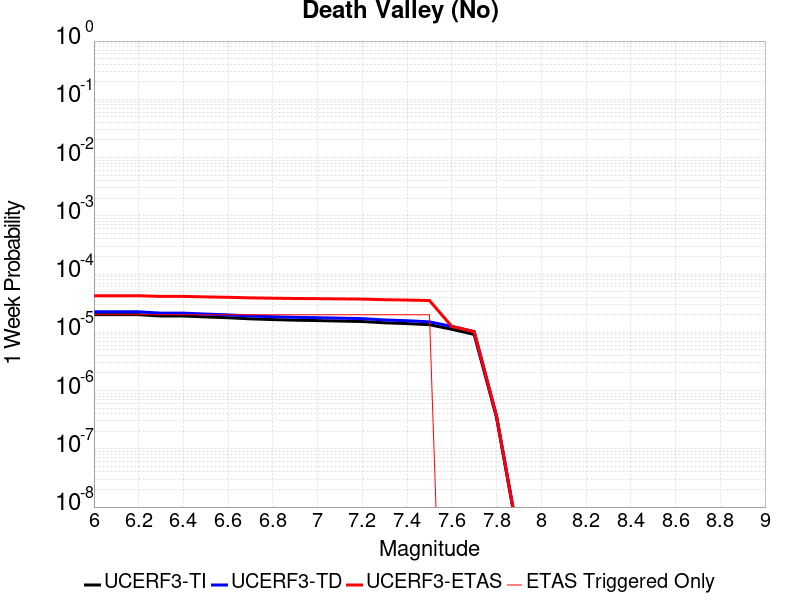 Death Valley (No)
10^0
10^-1
10^-2
10^-3
10^-4
10^-5
10^-6
10^-7
10^-8
1 Week Probability
6 6.2 6.4 6.6 6.8 7 7.2 7.4 7.6 7.8 8 8.2 8.4 8.6 8.8 9
Magnitude
UCERF3-TI UCERF3-TD UCERF3-ETAS ETAS Triggered Only